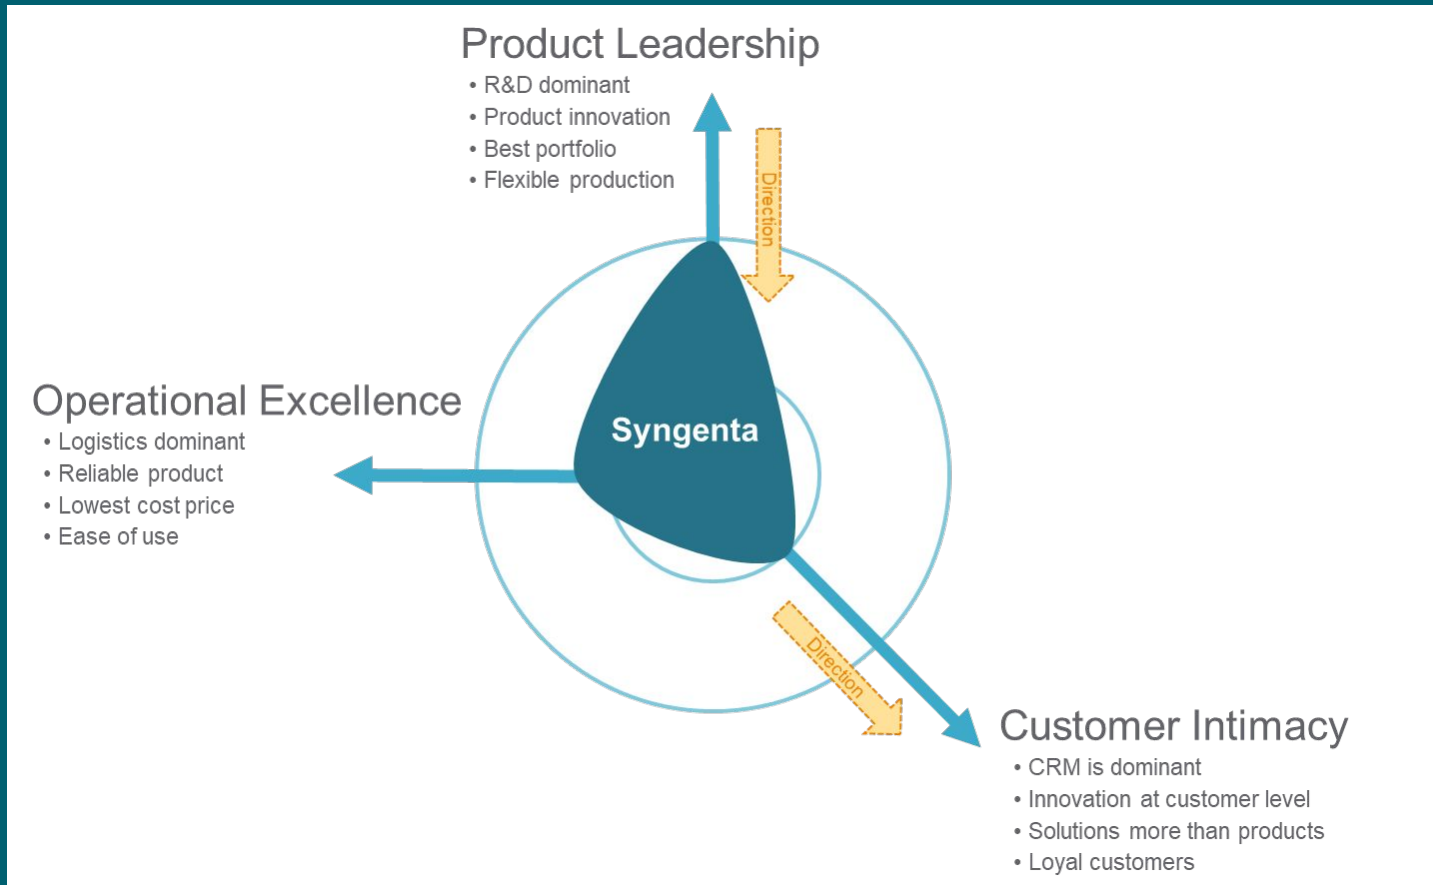 Product Leadership
• R&D dominant
• Product innovation
• Best portfolio
• Flexible production
Direction
Operational Excellence
• Logistics dominant
• Reliable product
• Lowest cost price
• Ease of use
Syngenta
Direction
Customer Intimacy
• CRM is dominant
• Innovation at customer level
• Solutions more than products
• Loyal customers